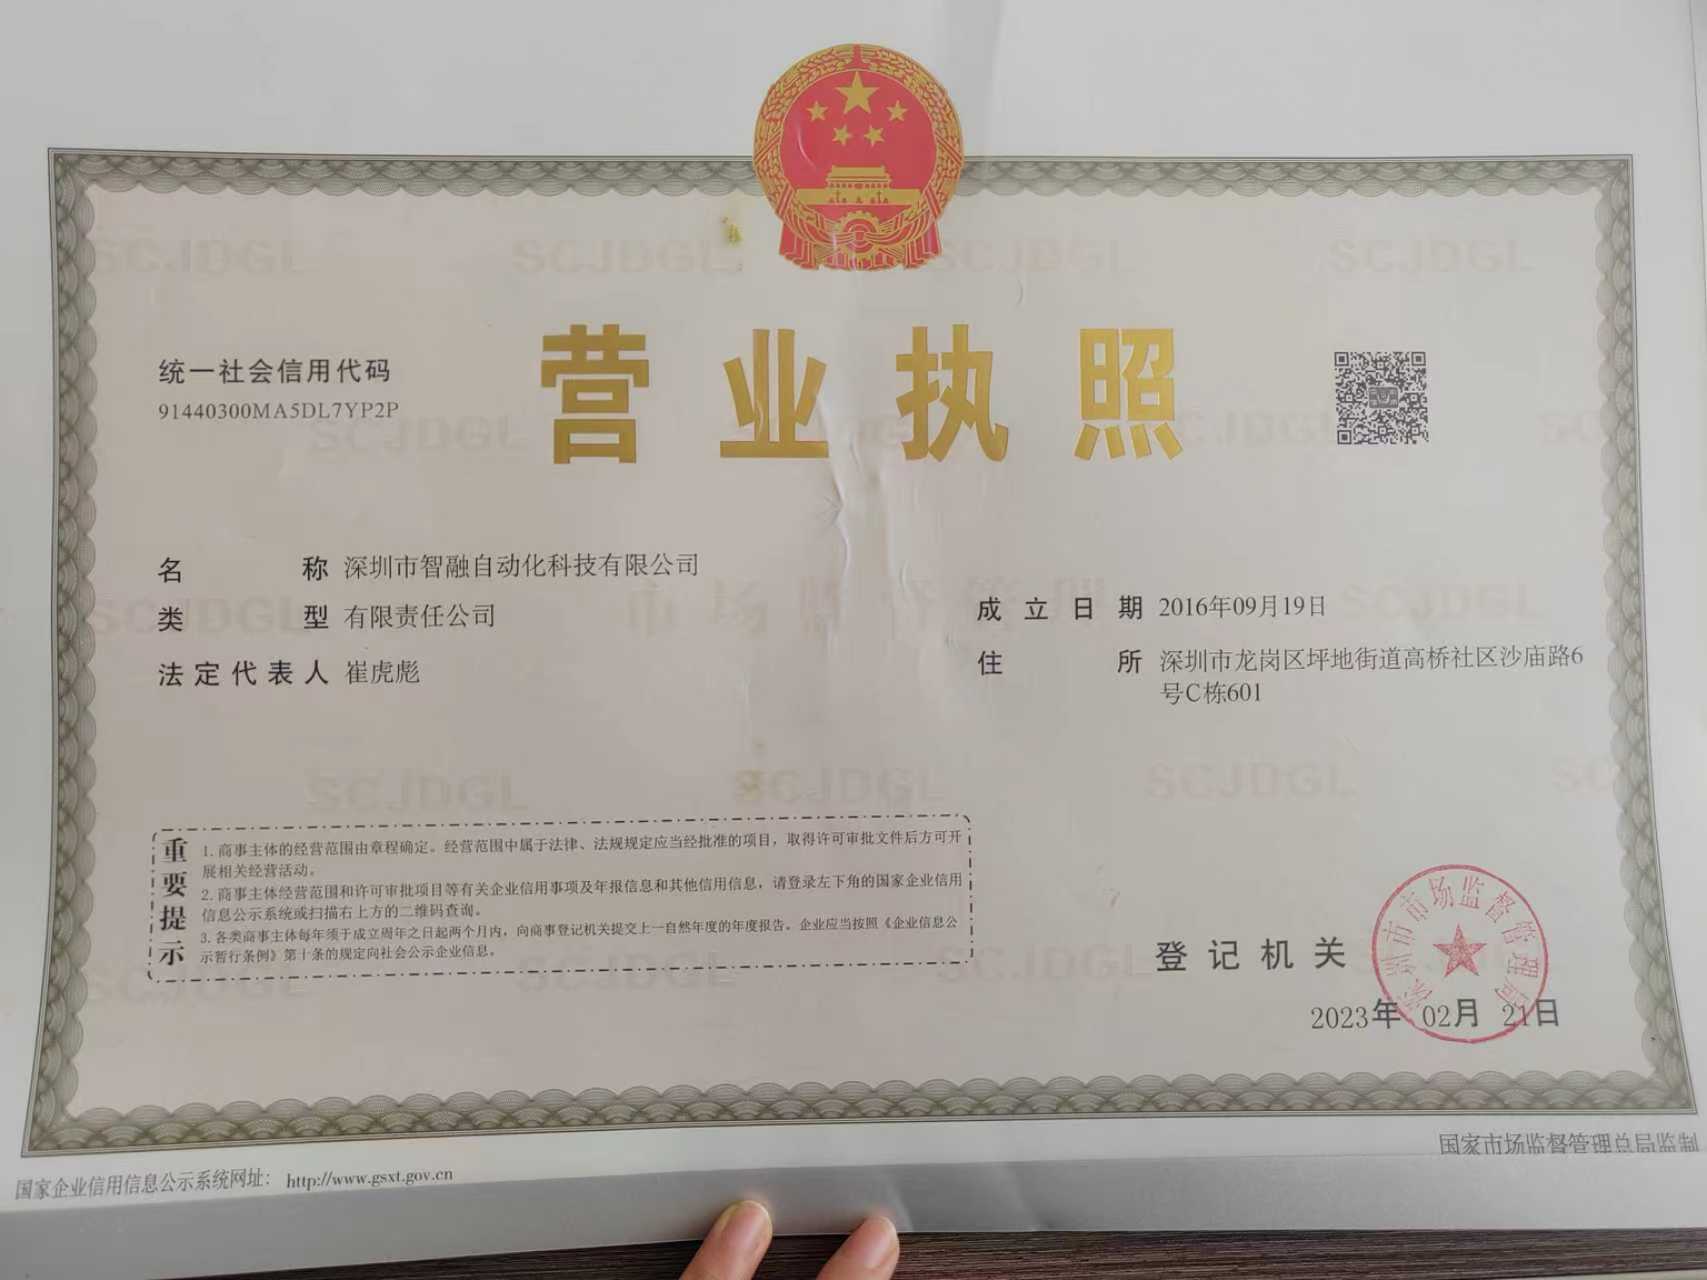 营业执照
统一社会信用代码
91440300MA5DL7YP2P
名称 深圳市智融自动化科技有限公司
类型 有限责任公司
法定代表人 崔虎彪
成立日期 2016年09月19日
住所 深圳市龙岗区坪地街道高桥社区沙庙路6
号C栋601
重要提示
1. 商事主体的经营范围由章程确定。经营范围中属于法律、法规规定应当经批准的项目，取得许可审批文件后方可开
展相关经营活动。
2. 商事主体经营范围和许可审批项目等有关企业信用事项及年报信息和其他信用信息，请登录左下角的国家企业信用
信息公示系统或扫描右上方的二维码查询。
3. 各类商事主体每年须于成立周年之日起两个月内，向商事登记机关提交上一自然年度的年度报告。企业应当按照《企业信息公
示暂行条例》第十条的规定向社会公示企业信息。
登记机关
深圳市市场监督管理局
2023年 02月 21日
国家企业信用信息公示系统网址： http://www.gsxt.gov.cn
国家市场监督管理总局监制
SCJDGL
市场监督管理